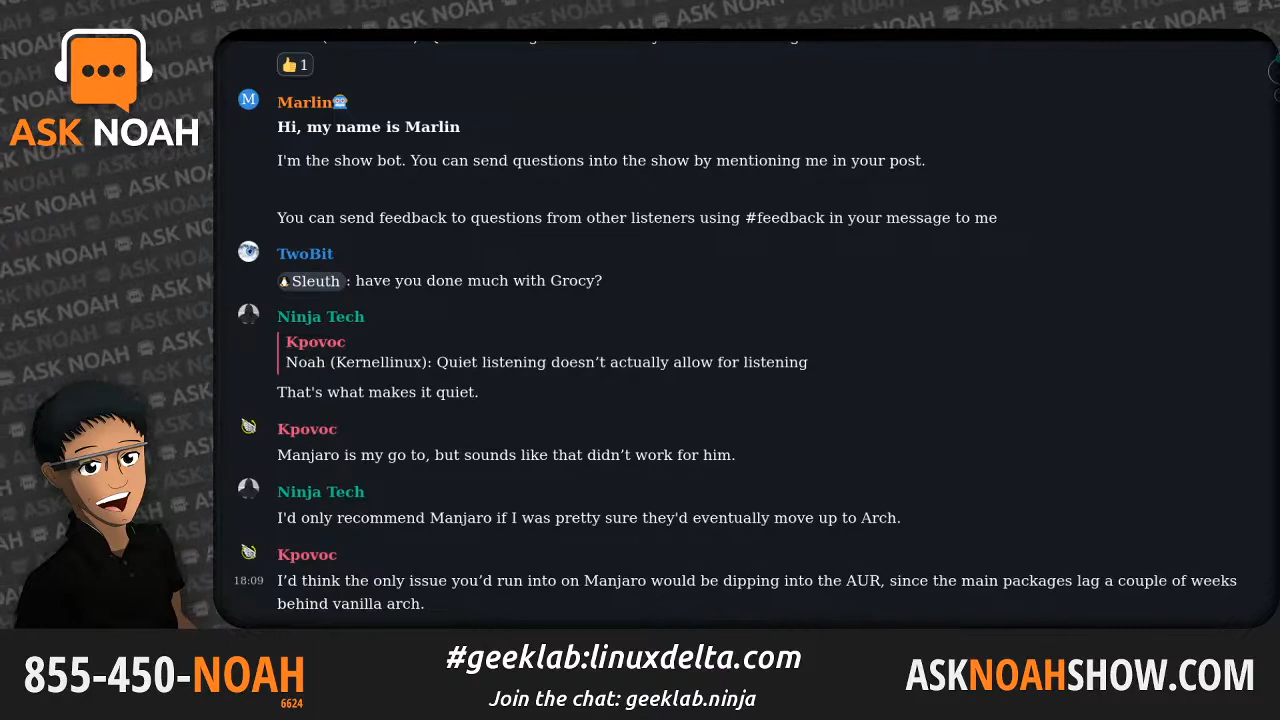 ASK NOAH
👍 1
M Marlin
Hi, my name is Marlin
I'm the show bot. You can send questions into the show by mentioning me in your post.
You can send feedback to questions from other listeners using #feedback in your message to me
TwoBit
Sleuth : have you done much with Grocy?
Ninja Tech
Kpovoc
Noah (Kernellinux): Quiet listening doesn’t actually allow for listening
That's what makes it quiet.
Kpovoc
Manjaro is my go to, but sounds like that didn’t work for him.
Ninja Tech
I'd only recommend Manjaro if I was pretty sure they'd eventually move up to Arch.
Kpovoc
18:09 I’d think the only issue you’d run into on Manjaro would be dipping into the AUR, since the main packages lag a couple of weeks
behind vanilla arch.
855-450-NOAH
6624
#geeklab:linuxdelta.com
Join the chat: geeklab.ninja
ASKNOAHSHOW.COM